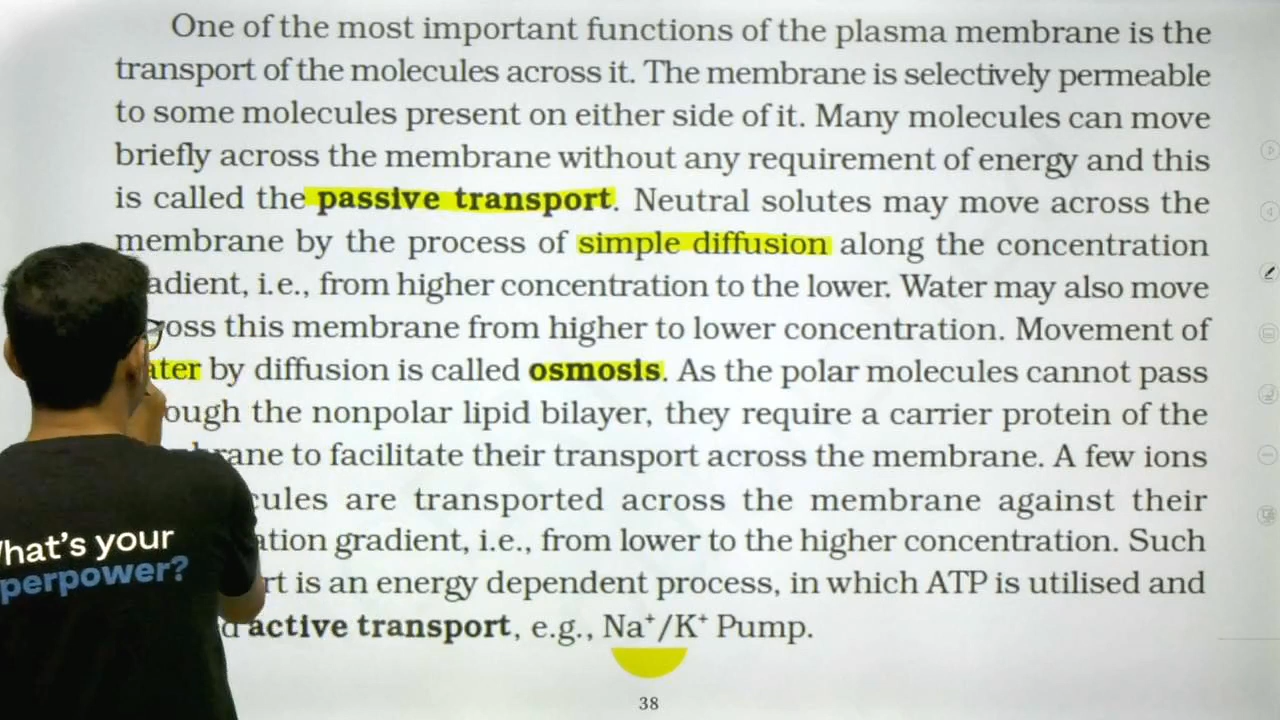 One of the most important functions of the plasma membrane is the
transport of the molecules across it. The membrane is selectively permeable
to some molecules present on either side of it. Many molecules can move
briefly across the membrane without any requirement of energy and this
is called the passive transport. Neutral solutes may move across the
membrane by the process of simple diffusion along the concentration
adient, i.e., from higher concentration to the lower. Water may also move
oss this membrane from higher to lower concentration. Movement of
ater by diffusion is called osmosis. As the polar molecules cannot pass
ough the nonpolar lipid bilayer, they require a carrier protein of the
rane to facilitate their transport across the membrane. A few ions
cules are transported across the membrane against their
ation gradient, i.e., from lower to the higher concentration. Such
rt is an energy dependent process, in which ATP is utilised and
d active transport, e.g., Na⁺/K⁺ Pump.
38
hat's your
perpower?